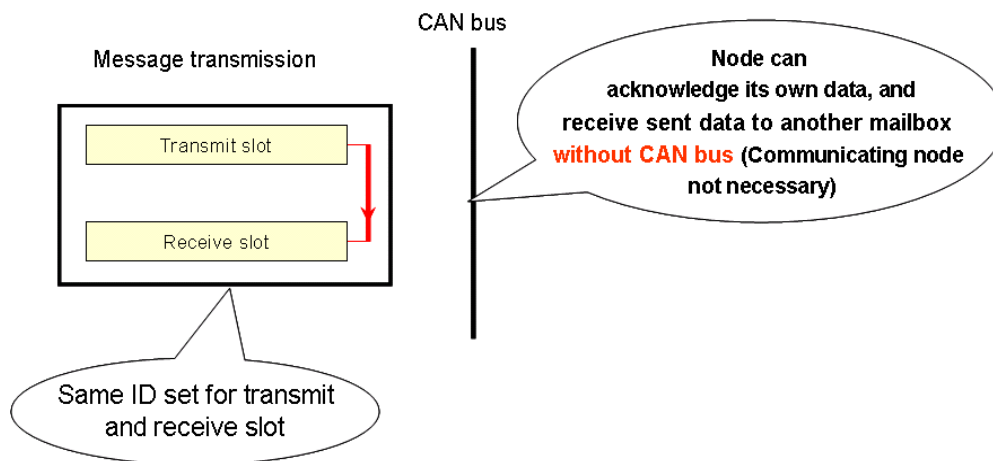 CAN bus
Message transmission
Node can
acknowledge its own data, and
receive sent data to another mailbox
without CAN bus (Communicating node
not necessary)
Transmit slot
Receive slot
Same ID set for transmit
and receive slot